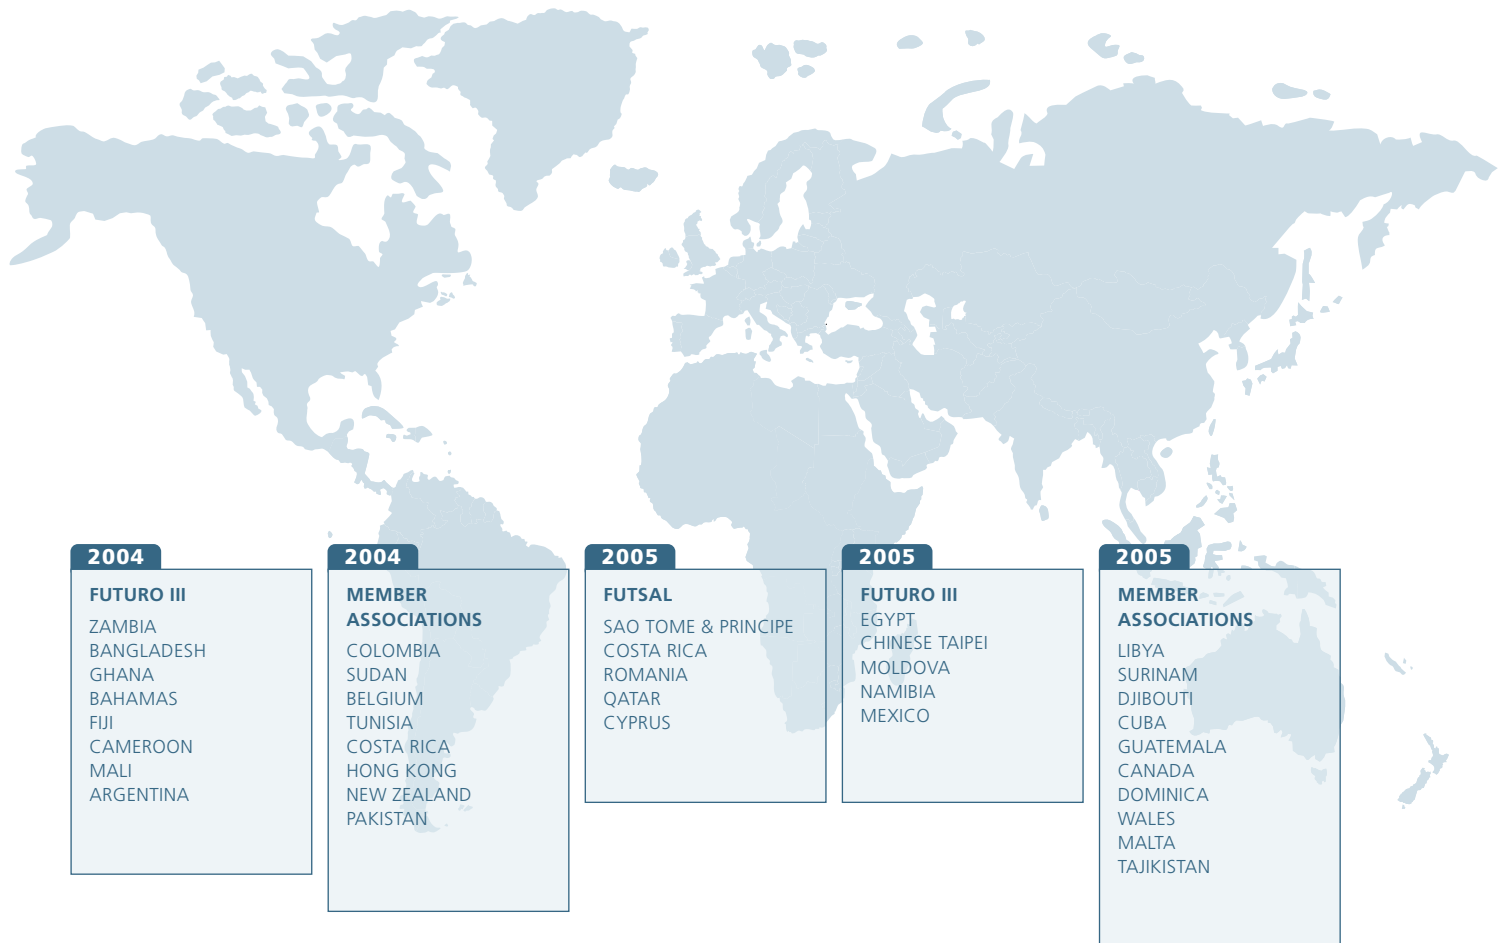 2004
FUTURO III
ZAMBIA
BANGLADESH
GHANA
BAHAMAS
FIJI
CAMEROON
MALI
ARGENTINA
2004
MEMBER
ASSOCIATIONS
COLOMBIA
SUDAN
BELGIUM
TUNISIA
COSTA RICA
HONG KONG
NEW ZEALAND
PAKISTAN
2005
FUTSAL
SAO TOME & PRINCIPE
COSTA RICA
ROMANIA
QATAR
CYPRUS
2005
FUTURO III
EGYPT
CHINESE TAIPEI
MOLDOVA
NAMIBIA
MEXICO
2005
MEMBER
ASSOCIATIONS
LIBYA
SURINAM
DJIBOUTI
CUBA
GUATEMALA
CANADA
DOMINICA
WALES
MALTA
TAJIKISTAN